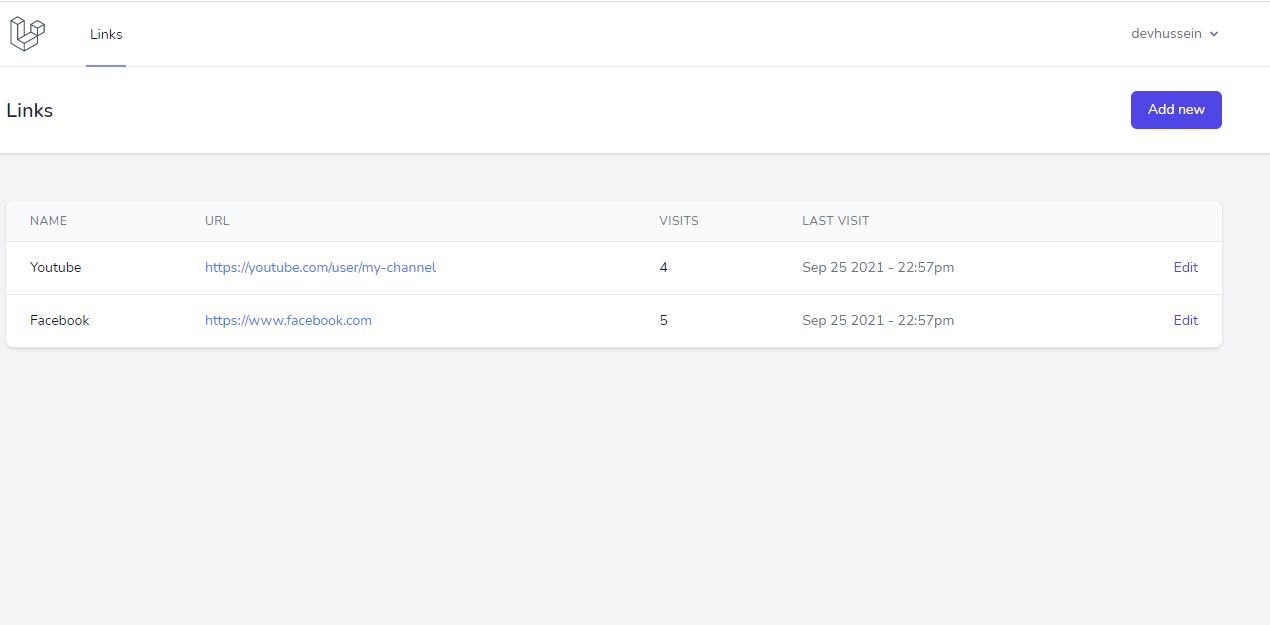 Links devhussein
Links Add new
NAME URL VISITS LAST VISIT
Youtube https://youtube.com/user/my-channel 4 Sep 25 2021 - 22:57pm Edit
Facebook https://www.facebook.com 5 Sep 25 2021 - 22:57pm Edit